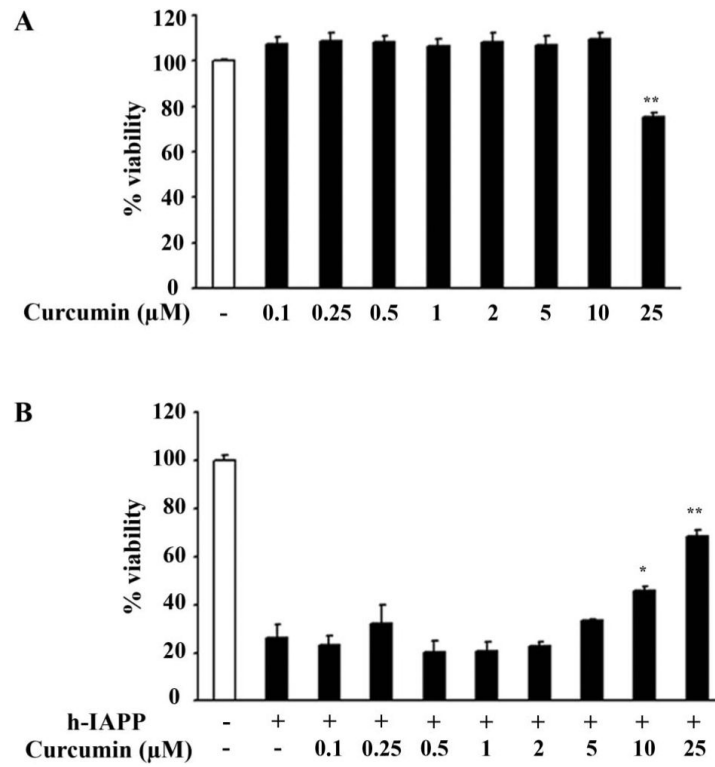 A
120
100
80
60
40
20
0
% viability
**
Curcumin (µM) - 0.1 0.25 0.5 1 2 5 10 25
B
120
100
80
60
40
20
0
% viability
*
**
h-IAPP - + + + + + + + + +
Curcumin (µM) - - 0.1 0.25 0.5 1 2 5 10 25